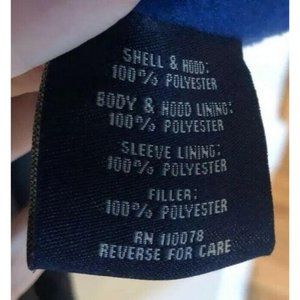 SHELL & HOOD:
100% POLYESTER
BODY & HOOD LINING:
100% POLYESTER
SLEEVE LINING:
100% POLYESTER
FILLER:
100% POLYESTER
RN 110078
REVERSE FOR CARE